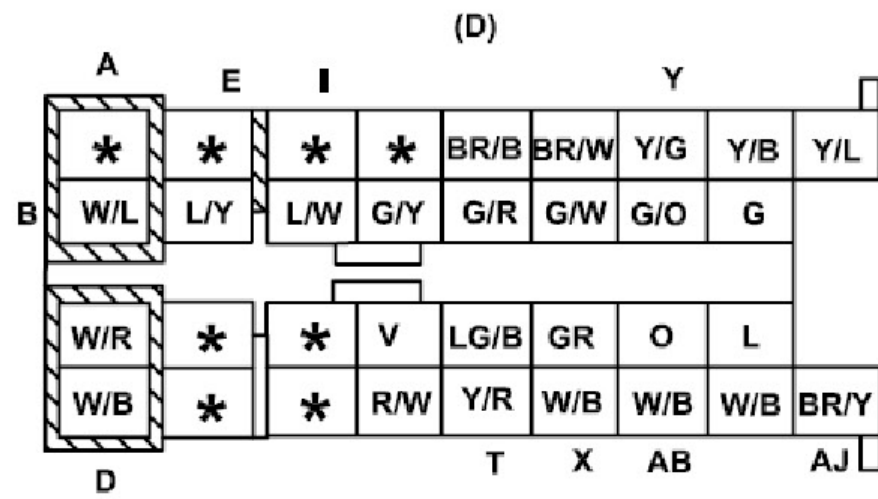 (D)
A E I Y
* * * * BR/B BR/W Y/G Y/B Y/L
B W/L L/Y L/W G/Y G/R G/W G/O G
W/R * * V LG/B GR O L
W/B * * R/W Y/R W/B W/B W/B BR/Y
D T X AB AJ